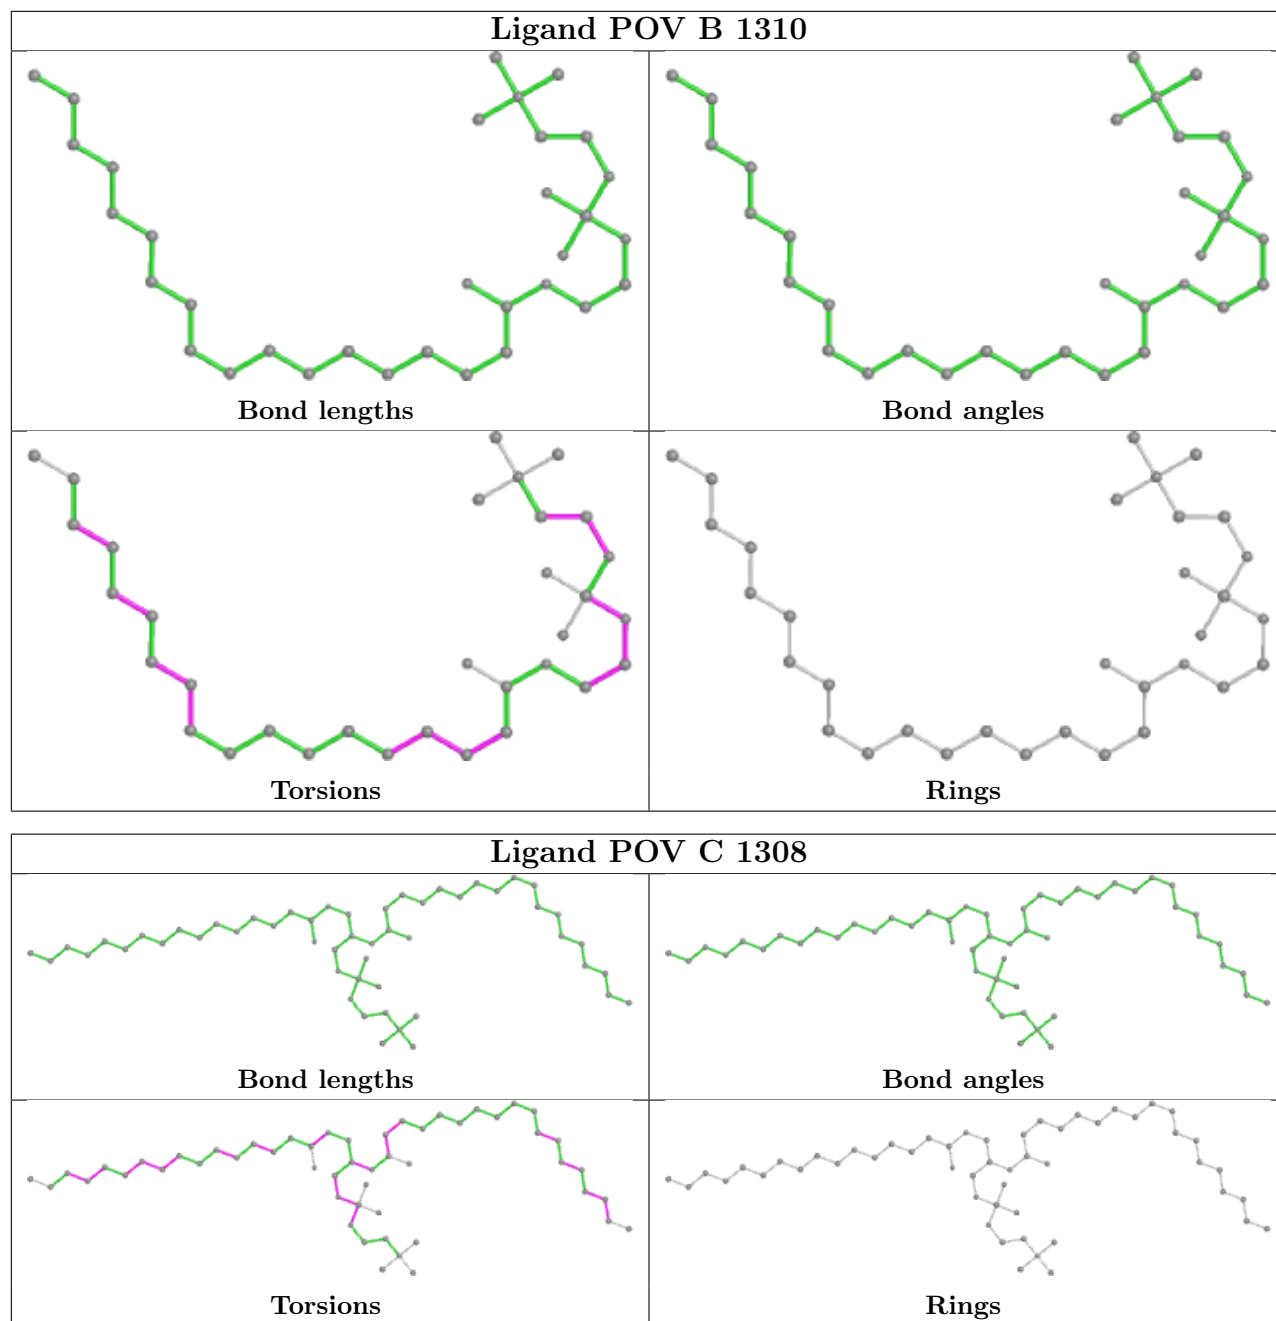 Ligand POV B 1310
Bond lengths
Bond angles
Torsions
Rings
Ligand POV C 1308
Bond lengths
Bond angles
Torsions
Rings